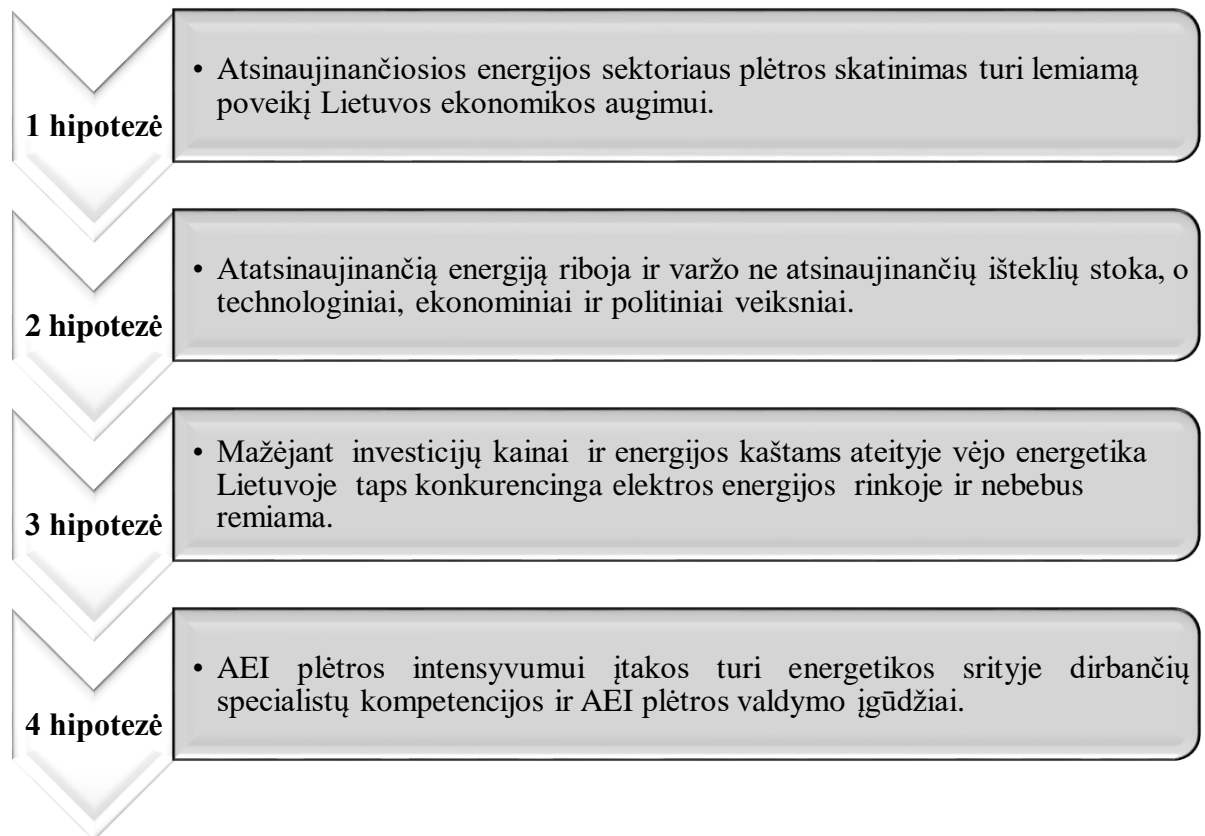 1 hipotezė
• Atsinaujinančiosios energijos sektoriaus plėtros skatinimas turi lemiamą
poveikį Lietuvos ekonomikos augimui.
2 hipotezė
• Atatsinaujinančią energiją riboja ir varžo ne atsinaujinančių išteklių stoka, o
technologiniai, ekonominiai ir politiniai veiksniai.
3 hipotezė
• Mažėjant investicijų kainai ir energijos kaštams ateityje vėjo energetika
Lietuvoje taps konkurencinga elektros energijos rinkoje ir nebebus
remiama.
4 hipotezė
• AEI plėtros intensyvumui įtakos turi energetikos srityje dirbančių
specialistų kompetencijos ir AEI plėtros valdymo įgūdžiai.